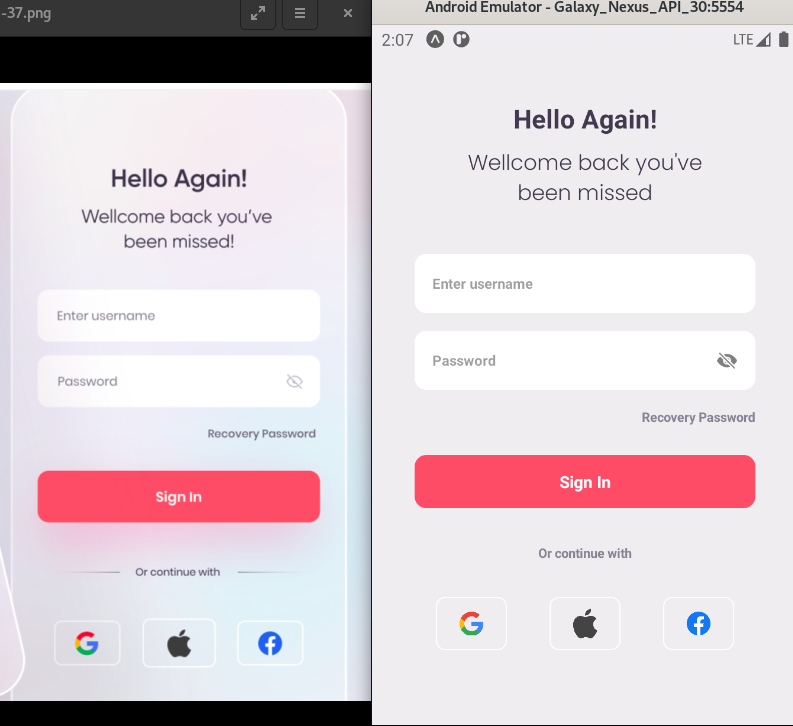 -37.png
Hello Again!
Wellcome back you’ve
been missed!
Enter username
Password
Recovery Password
Sign In
Or continue with
Android Emulator - Galaxy_Nexus_API_30:5554
2:07
LTE
Hello Again!
Wellcome back you've
been missed
Enter username
Password
Recovery Password
Sign In
Or continue with